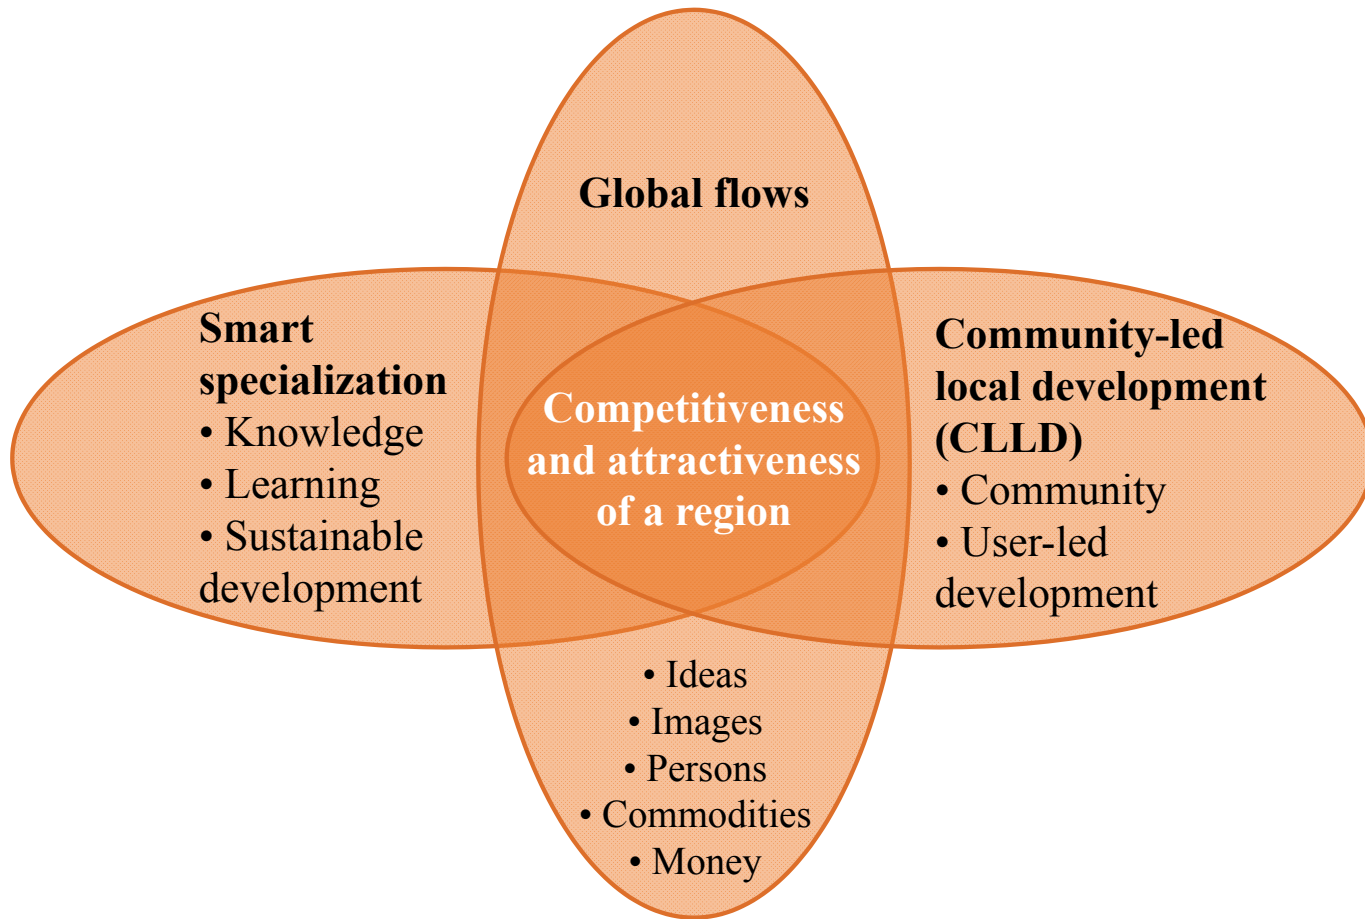 Global flows
Smart
specialization
• Knowledge
• Learning
• Sustainable
development
Competitiveness
and attractiveness
of a region
Community-led
local development
(CLLD)
• Community
• User-led
development
• Ideas
• Images
• Persons
• Commodities
• Money